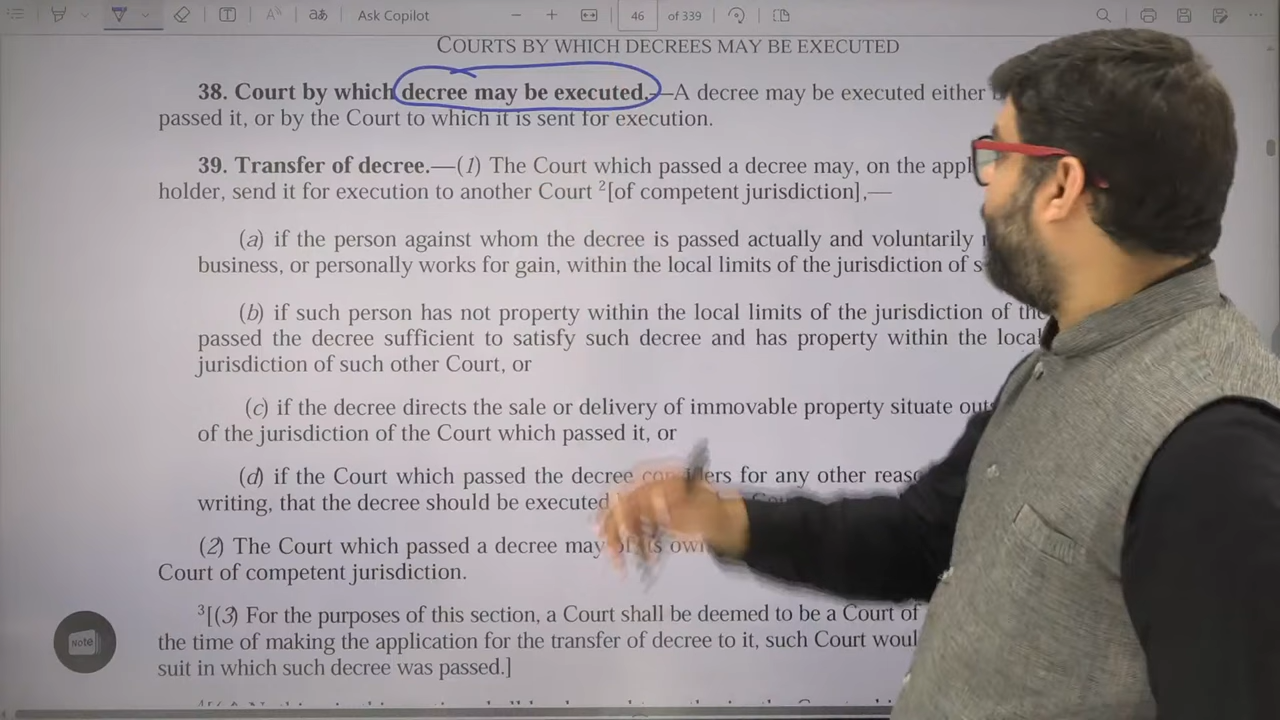 Ask Copilot
46 of 339
COURTS BY WHICH DECREES MAY BE EXECUTED
38. Court by which decree may be executed.—A decree may be executed either
passed it, or by the Court to which it is sent for execution.
39. Transfer of decree.—(1) The Court which passed a decree may, on the
holder, send it for execution to another Court 2[of competent jurisdiction],—
(a) if the person against whom the decree is passed actually and voluntarily
business, or personally works for gain, within the local limits of the jurisdiction of
(b) if such person has not property within the local limits of the jurisdiction of the
passed the decree sufficient to satisfy such decree and has property within the local
jurisdiction of such other Court, or
(c) if the decree directs the sale or delivery of immovable property situate
of the jurisdiction of the Court which passed it, or
(d) if the Court which passed the decree considers for any other
writing, that the decree should be executed
(2) The Court which passed a decree may of its own
Court of competent jurisdiction.
3[(3) For the purposes of this section, a Court shall be deemed to be a Court of
the time of making the application for the transfer of decree to it, such Court
suit in which such decree was passed.]
Note